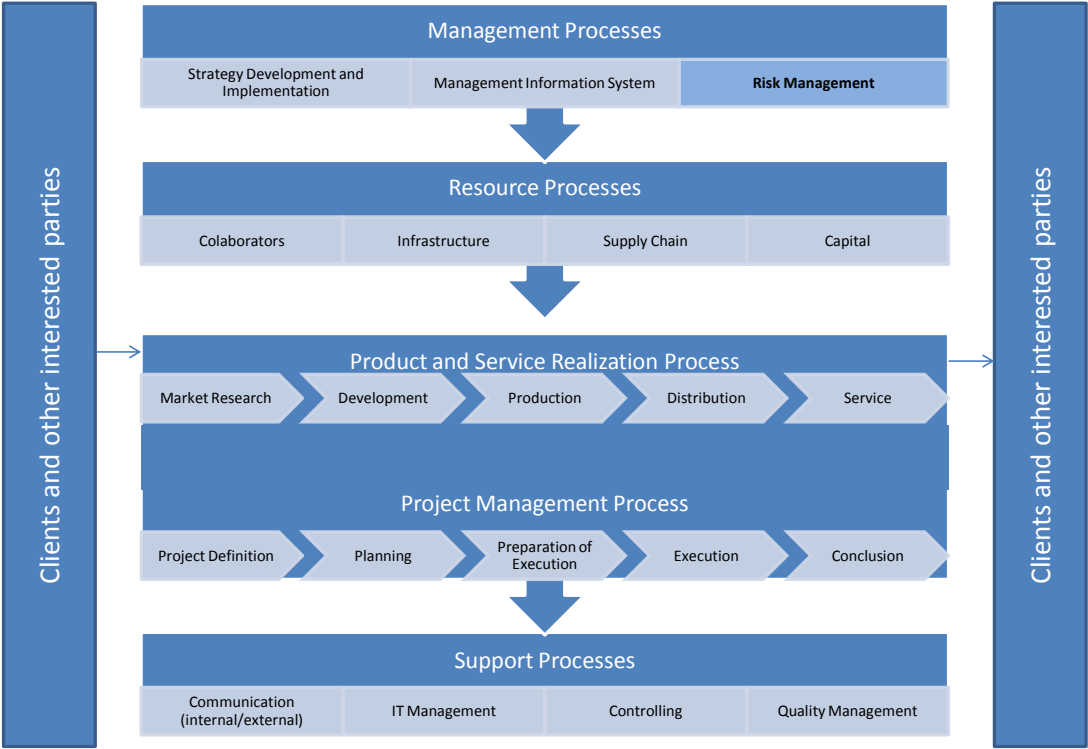 Clients and other interested parties
Management Processes
Strategy Development and
Implementation
Management Information System
Risk Management
Resource Processes
Colaborators
Infrastructure
Supply Chain
Capital
Product and Service Realization Process
Market Research
Development
Production
Distribution
Service
Project Management Process
Project Definition
Planning
Preparation of
Execution
Execution
Conclusion
Support Processes
Communication
(internal/external)
IT Management
Controlling
Quality Management
Clients and other interested parties